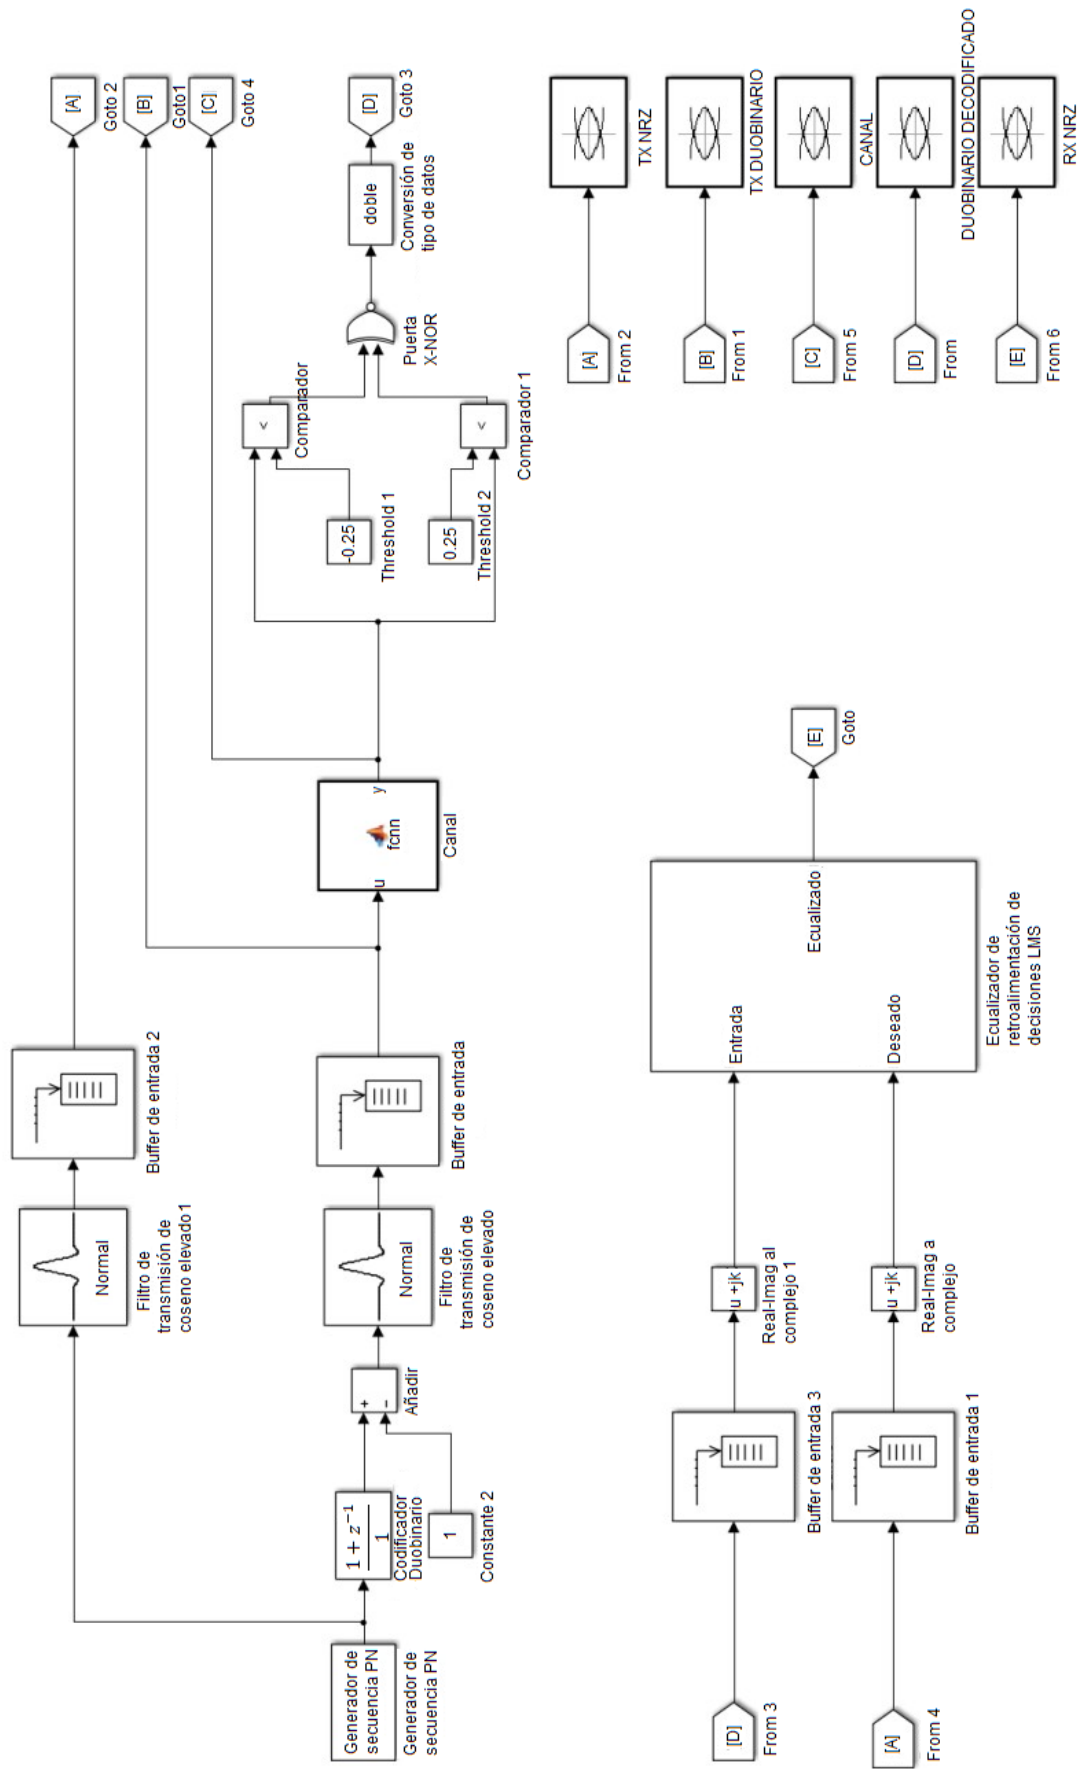 Generador de
secuencia PN
Generador de
secuencia PN
1 + z⁻¹
1
Codificador
Duobinario
1
Constante 2
+
−
Añadir
Normal
Filtro de
transmisión de
coseno elevado1
Normal
Filtro de
transmisión de
coseno elevado
Buffer de entrada 2
Buffer de entrada
u
fcnn
y
Canal
-0.25
Threshold 1
0.25
Threshold 2
<
Comparador
<
Comparador 1
Puerta
X-NOR
doble
Conversión de
tipo de datos
[A]
Goto 2
[B]
Goto1
[C]
Goto 4
[D]
Goto 3
[D]
From 3
[A]
From 4
Buffer de entrada 3
Buffer de entrada 1
u +jk
Real-Imag al
complejo 1
u +jk
Real-Imag a
complejo
Entrada
Deseado
Ecualizado
Ecualizador de
retroalimentación de
decisiones LMS
[E]
Goto
[A]
From 2
TX NRZ
[B]
From 1
TX DUOBINARIO
[C]
From 5
CANAL
[D]
From
DUOBINARIO DECODIFICADO
[E]
From 6
RX NRZ